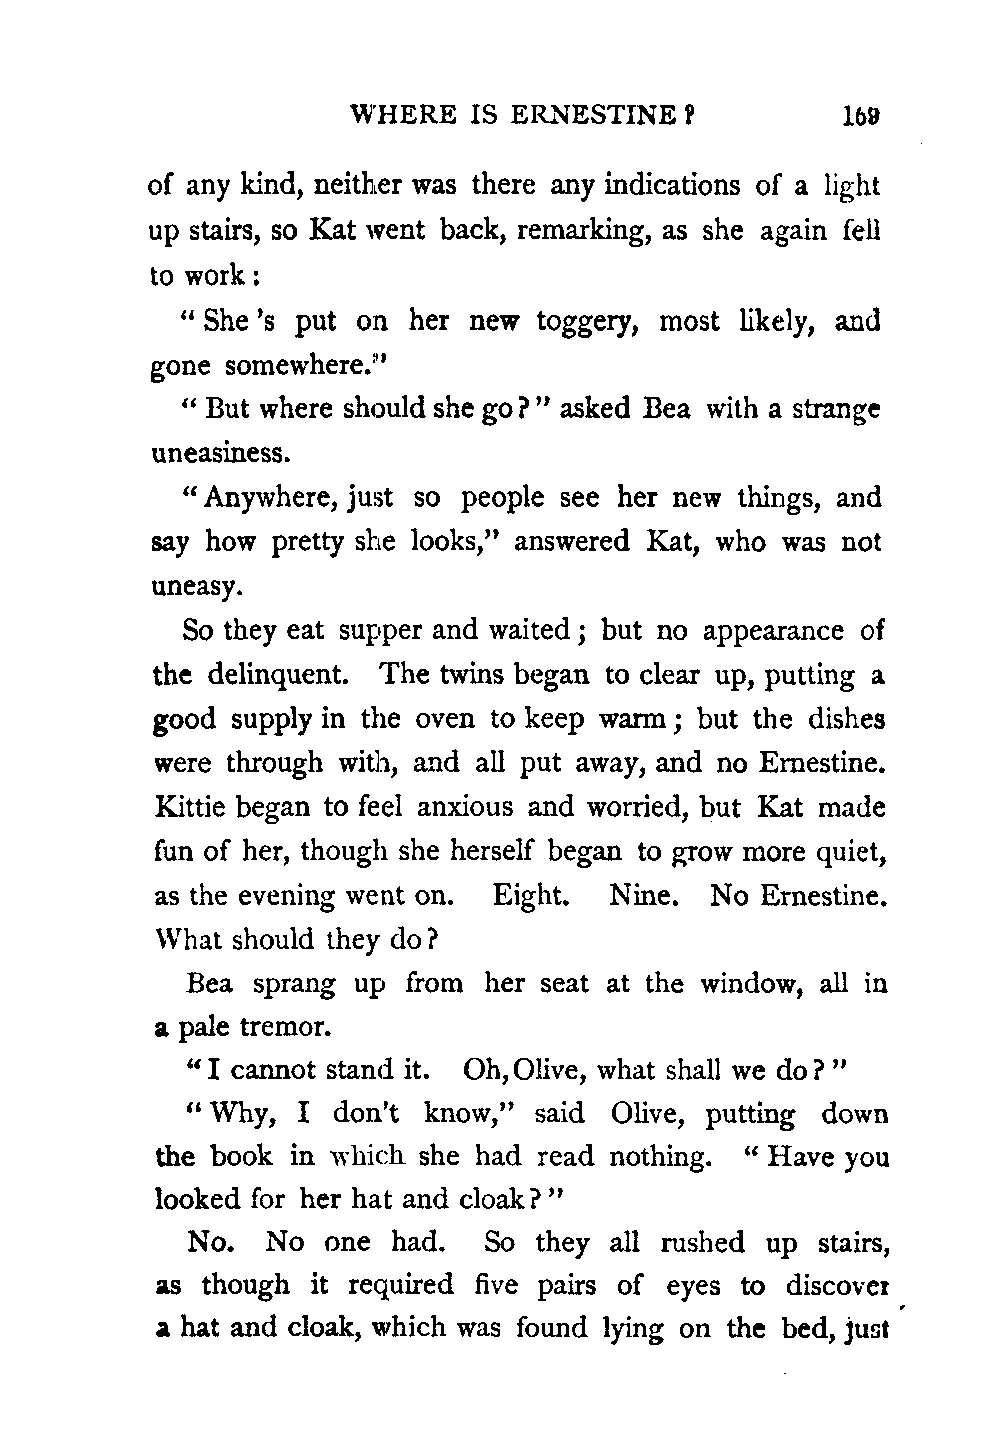 WHERE IS ERNESTINE? 169
of any kind, neither was there any indications of a light
up stairs, so Kat went back, remarking, as she again fell
to work:
"She's put on her new toggery, most likely, and
gone somewhere."
"But where should she go?" asked Bea with a strange
uneasiness.
"Anywhere, just so people see her new things, and
say how pretty she looks," answered Kat, who was not
uneasy.
So they eat supper and waited; but no appearance of
the delinquent. The twins began to clear up, putting a
good supply in the oven to keep warm; but the dishes
were through with, and all put away, and no Ernestine.
Kittie began to feel anxious and worried, but Kat made
fun of her, though she herself began to grow more quiet,
as the evening went on. Eight. Nine. No Ernestine.
What should they do?
Bea sprang up from her seat at the window, all in
a pale tremor.
"I cannot stand it. Oh, Olive, what shall we do?"
"Why, I don't know," said Olive, putting down
the book in which she had read nothing. "Have you
looked for her hat and cloak?"
No. No one had. So they all rushed up stairs,
as though it required five pairs of eyes to discover
a hat and cloak, which was found lying on the bed, just